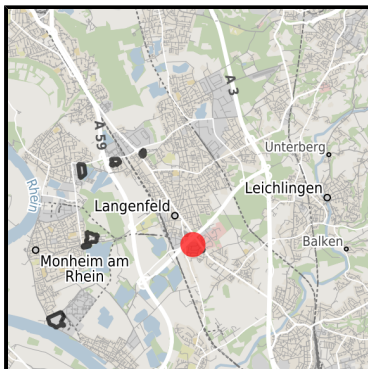 A 3
A 59
Unterberg
Leichlingen
Rhein
Langenfeld
Balken
Monheim am
Rhein